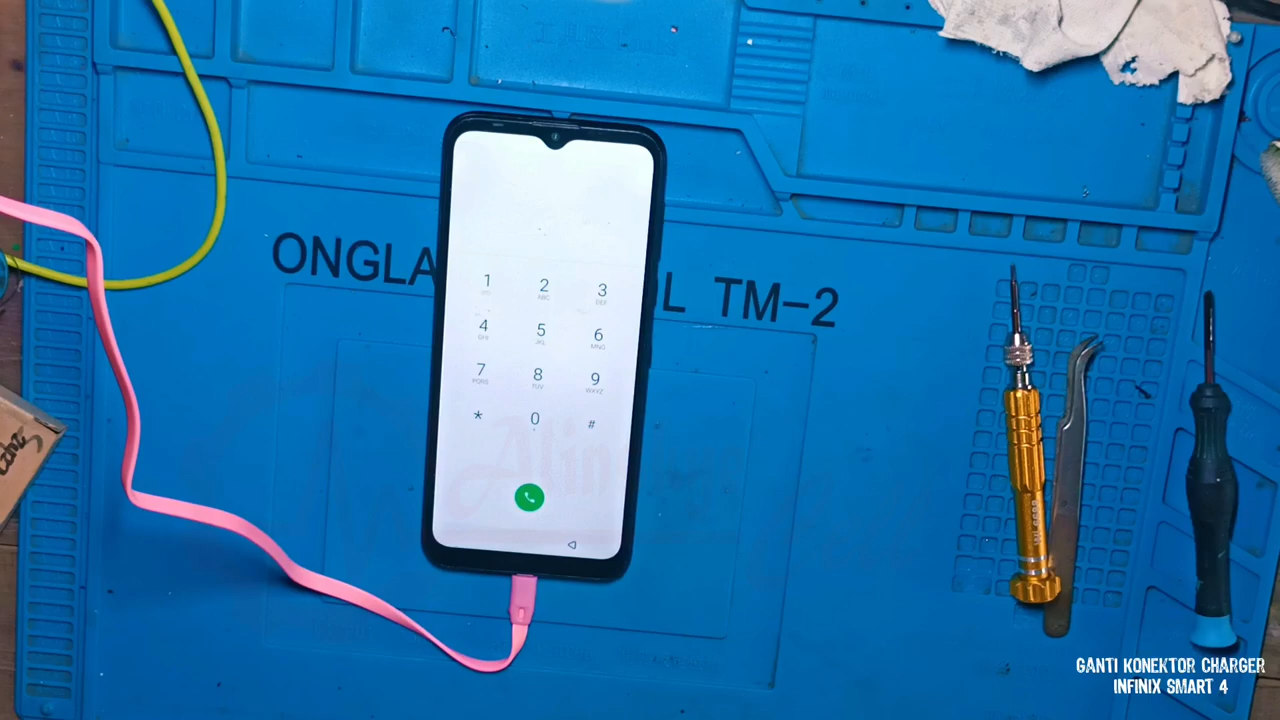 ONGLA L TM-2
1 2 3
ABC DEF
4 5 6
GHI JKL MNO
7 8 9
PQRS TUV WXYZ
* 0 #
GANTI KONEKTOR CHARGER
INFINIX SMART 4